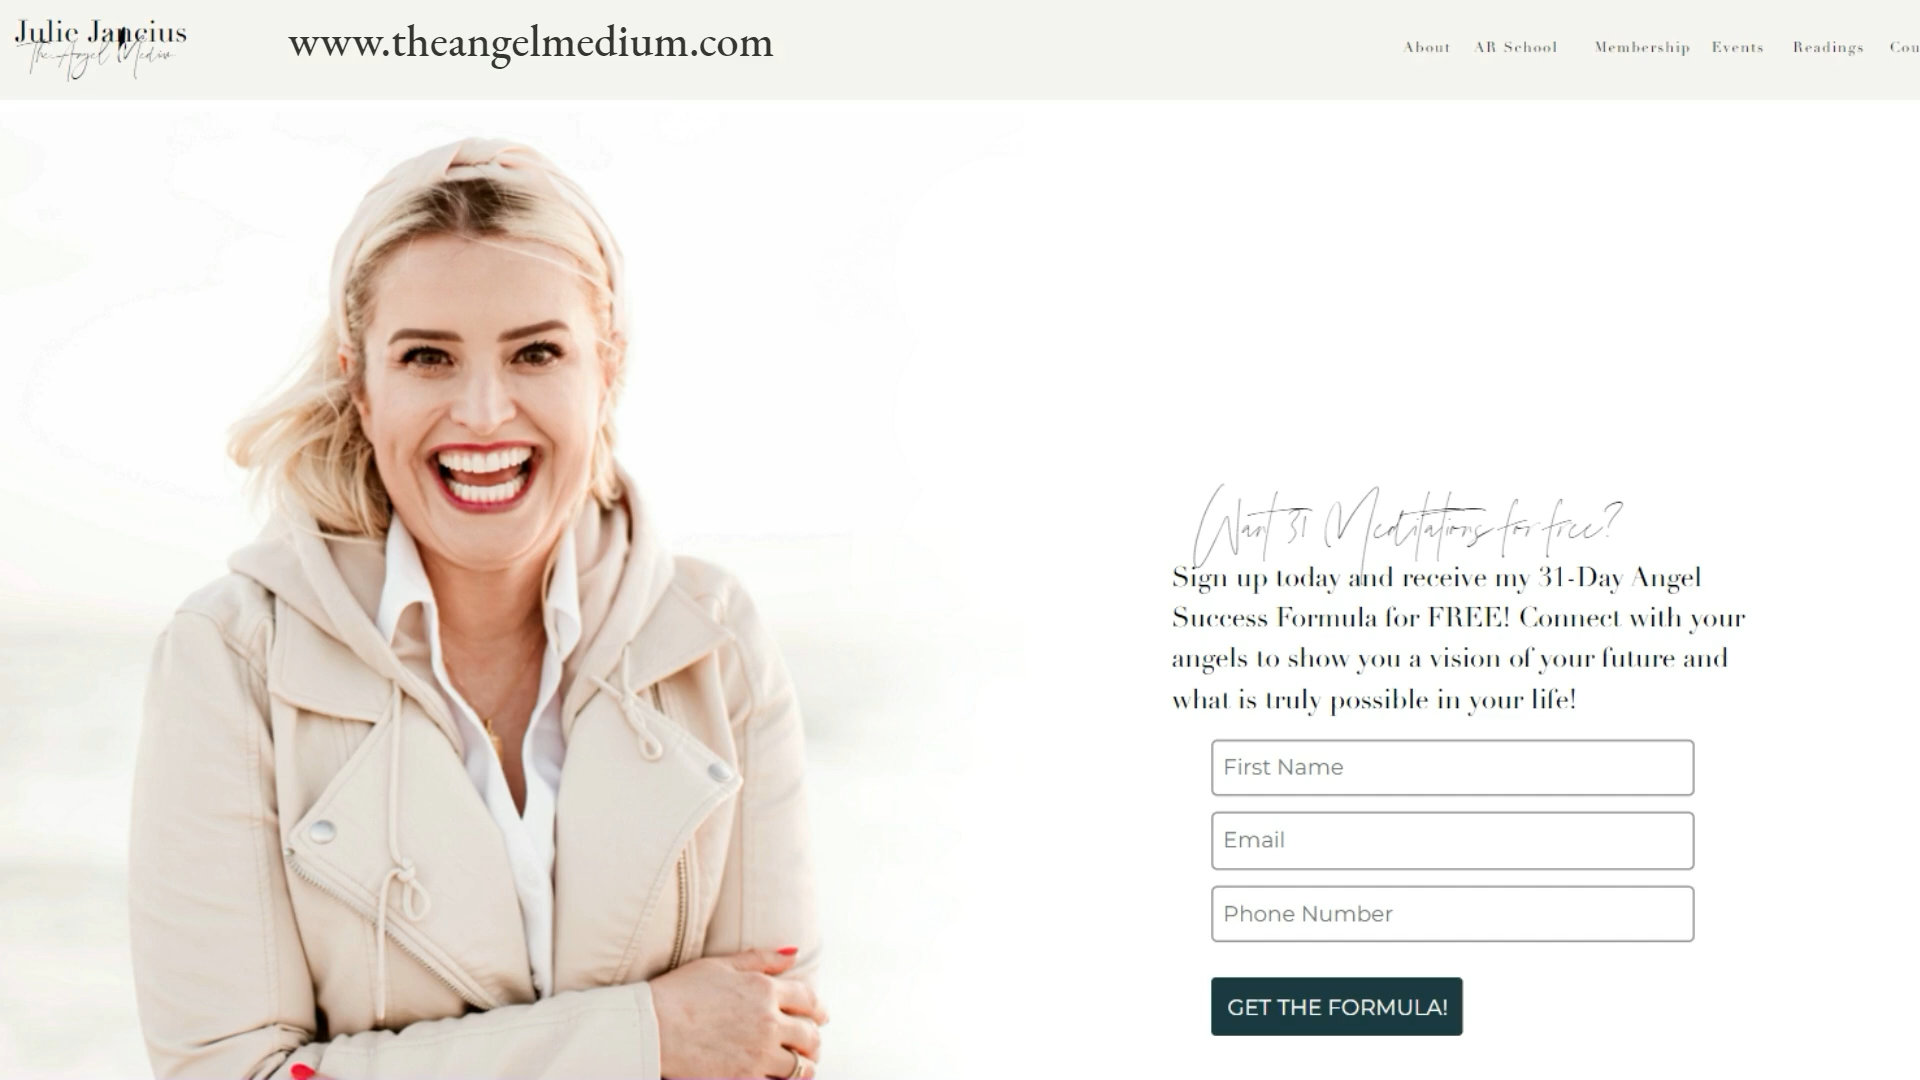 Julie Jancius
The Angel Medium
www.theangelmedium.com
About AR School Membership Events Readings Cou
Want 31 Meditations for free?
Sign up today and receive my 31-Day Angel
Success Formula for FREE! Connect with your
angels to show you a vision of your future and
what is truly possible in your life!
First Name
Email
Phone Number
GET THE FORMULA!